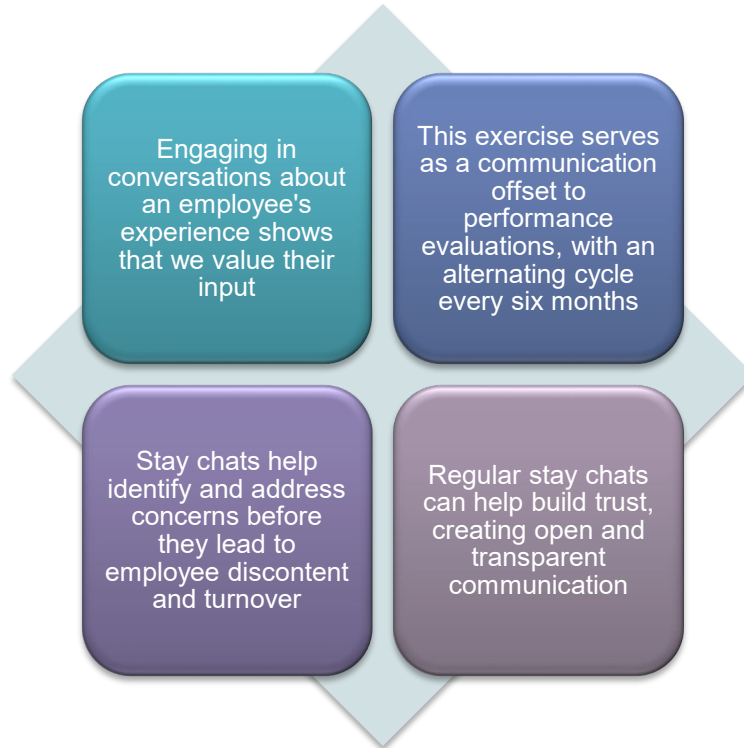 Engaging in
conversations about
an employee's
experience shows
that we value their
input
This exercise serves
as a communication
offset to
performance
evaluations, with an
alternating cycle
every six months
Stay chats help
identify and address
concerns before
they lead to
employee discontent
and turnover
Regular stay chats
can help build trust,
creating open and
transparent
communication